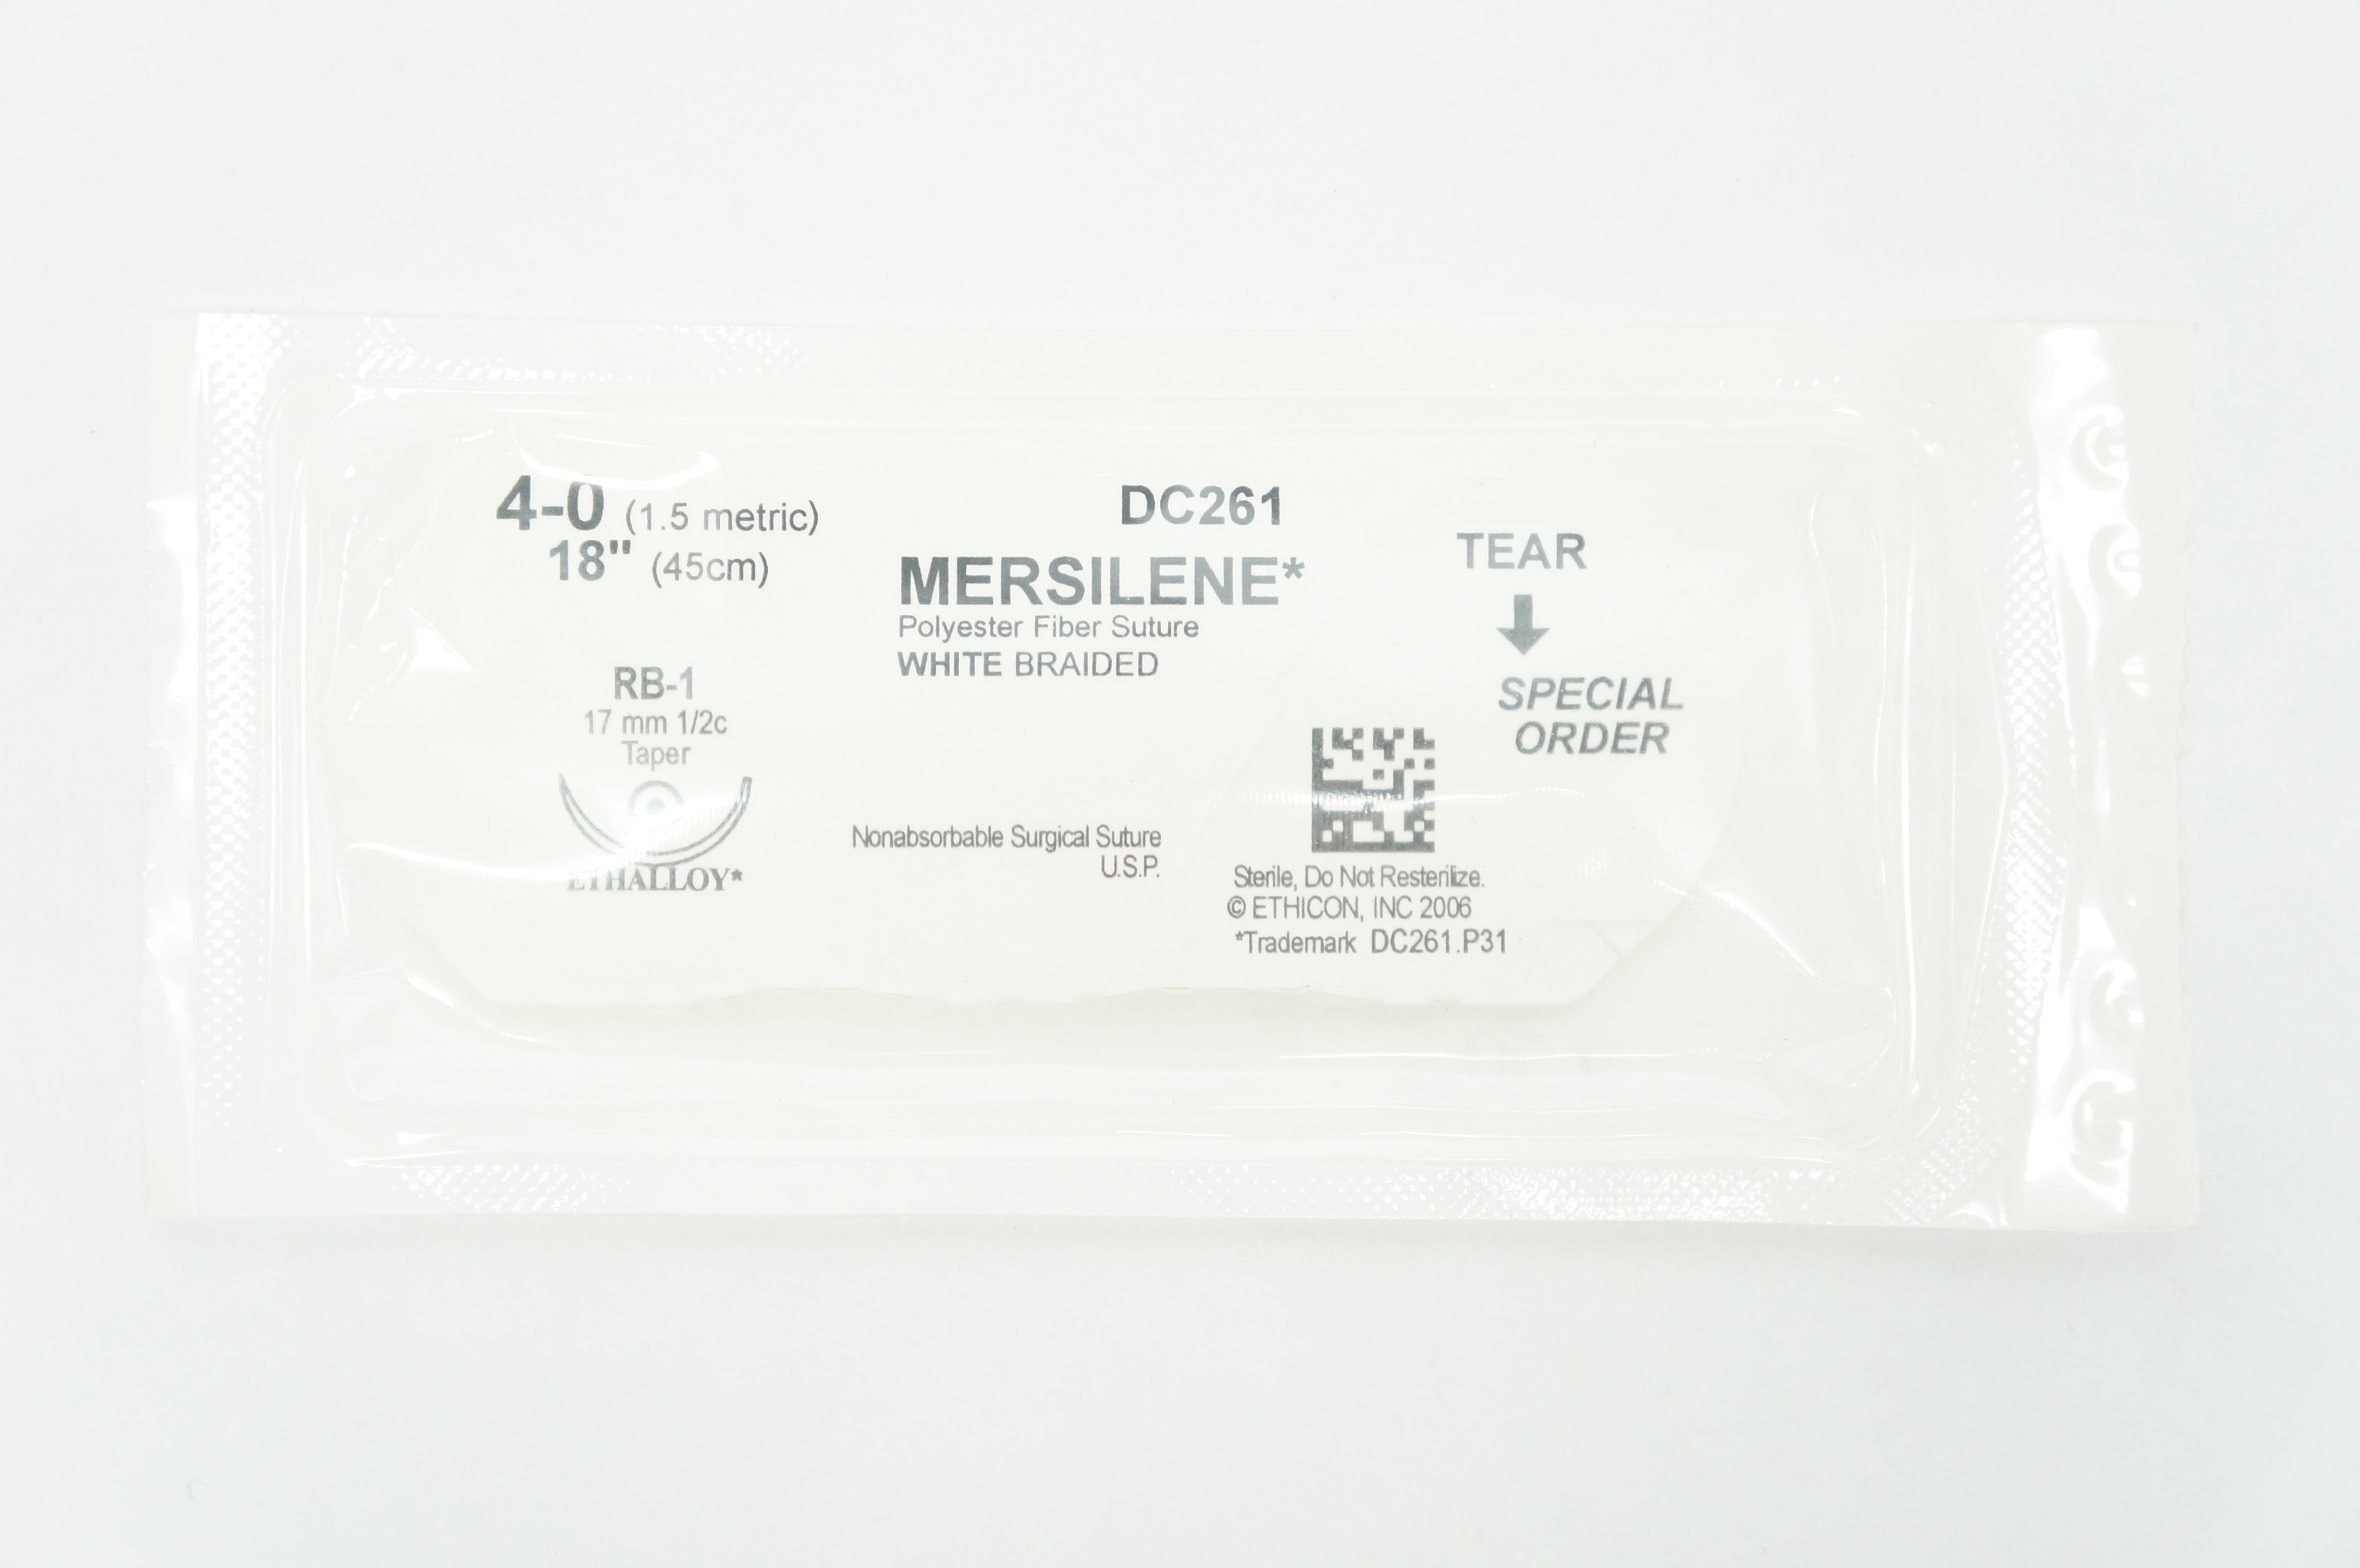 4-0 (1.5 metric)
18" (45cm)
RB-1
17 mm 1/2c
Taper
ETHALLOY*
DC261
MERSILENE*
Polyester Fiber Suture
WHITE BRAIDED
Nonabsorbable Surgical Suture
U.S.P.
TEAR
SPECIAL
ORDER
Sterile, Do Not Resterilize.
© ETHICON, INC 2006
*Trademark DC261.P31